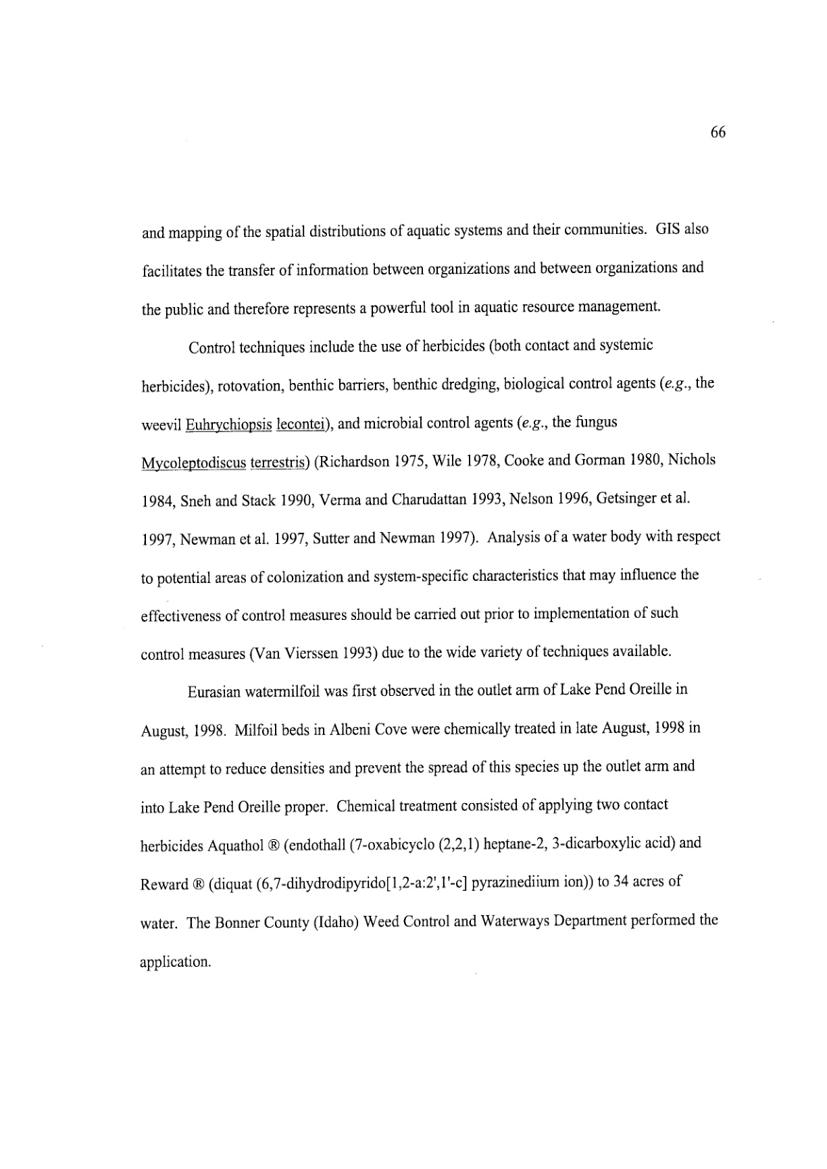 66
and mapping of the spatial distributions of aquatic systems and their communities.  GIS also
facilitates the transfer of information between organizations and between organizations and
the public and therefore represents a powerful tool in aquatic resource management.
Control techniques include the use of herbicides (both contact and systemic
herbicides), rotovation, benthic barriers, benthic dredging, biological control agents (e.g., the
weevil Euhrychiopsis lecontei), and microbial control agents (e.g., the fungus
Mycoleptodiscus terrestris) (Richardson 1975, Wile 1978, Cooke and Gorman 1980, Nichols
1984, Sneh and Stack 1990, Verma and Charudattan 1993, Nelson 1996, Getsinger et al.
1997, Newman et al. 1997, Sutter and Newman 1997).  Analysis of a water body with respect
to potential areas of colonization and system-specific characteristics that may influence the
effectiveness of control measures should be carried out prior to implementation of such
control measures (Van Vierssen 1993) due to the wide variety of techniques available.
Eurasian watermilfoil was first observed in the outlet arm of Lake Pend Oreille in
August, 1998.  Milfoil beds in Albeni Cove were chemically treated in late August, 1998 in
an attempt to reduce densities and prevent the spread of this species up the outlet arm and
into Lake Pend Oreille proper.  Chemical treatment consisted of applying two contact
herbicides Aquathol ® (endothall (7-oxabicyclo (2,2,1) heptane-2, 3-dicarboxylic acid) and
Reward ® (diquat (6,7-dihydrodipyrido[1,2-a:2',1'-c] pyrazinediium ion)) to 34 acres of
water.  The Bonner County (Idaho) Weed Control and Waterways Department performed the
application.